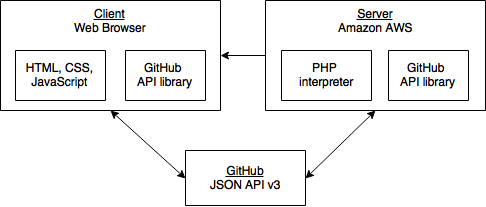 Client
Web Browser
HTML, CSS,
JavaScript
GitHub
API library
Server
Amazon AWS
PHP
interpreter
GitHub
API library
GitHub
JSON API v3